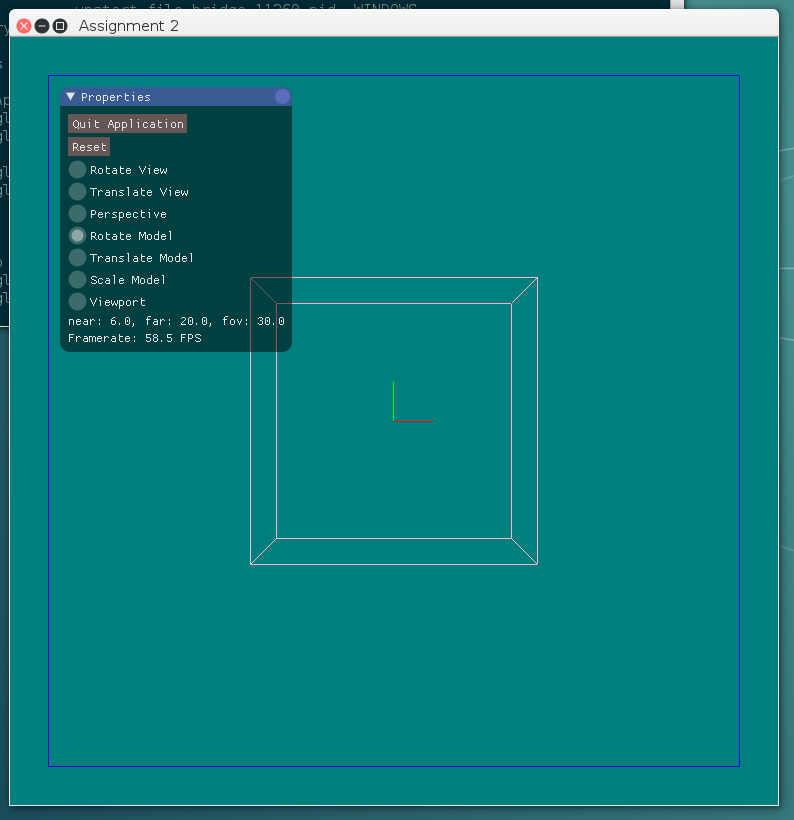 upstart-file-bridge.11260.pid WINDOWS
Assignment 2
Properties
Quit Application
Reset
Rotate View
Translate View
Perspective
Rotate Model
Translate Model
Scale Model
Viewport
near: 6.0, far: 20.0, fov: 30.0
Framerate: 58.5 FPS